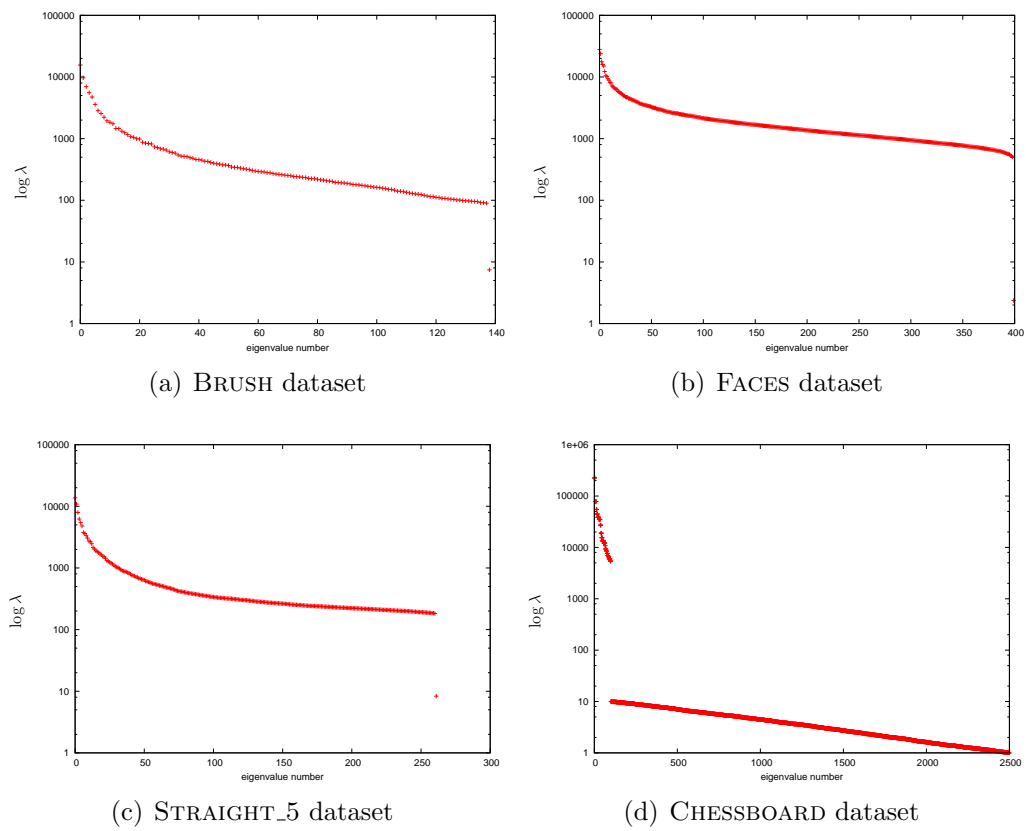 100000
10000
1000
100
10
1
log λ
0 20 40 60 80 100 120 140
eigenvalue number
(a) BRUSH dataset
100000
10000
1000
100
10
1
log λ
0 50 100 150 200 250 300 350 400
eigenvalue number
(b) FACES dataset
100000
10000
1000
100
10
1
log λ
0 50 100 150 200 250 300
eigenvalue number
(c) STRAIGHT_5 dataset
1e+06
100000
10000
1000
100
10
1
log λ
0 500 1000 1500 2000 2500
eigenvalue number
(d) CHESSBOARD dataset